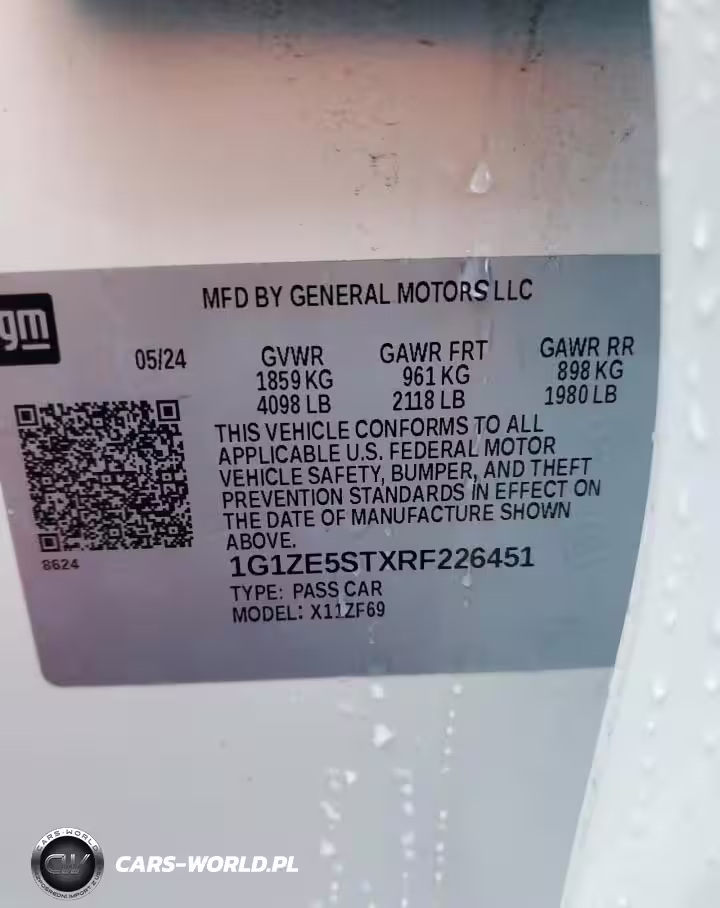 MFD BY GENERAL MOTORS LLC
gm
05/24
GVWR GAWR FRT GAWR RR
1859 KG 961 KG 898 KG
4098 LB 2118 LB 1980 LB
THIS VEHICLE CONFORMS TO ALL
APPLICABLE U.S. FEDERAL MOTOR
VEHICLE SAFETY, BUMPER, AND THEFT
PREVENTION STANDARDS IN EFFECT ON
THE DATE OF MANUFACTURE SHOWN
ABOVE.
8624
1G1ZE5STXRF226451
TYPE: PASS CAR
MODEL: X11ZF69
CARS-WORLD
CW
CARS-WORLD.PL